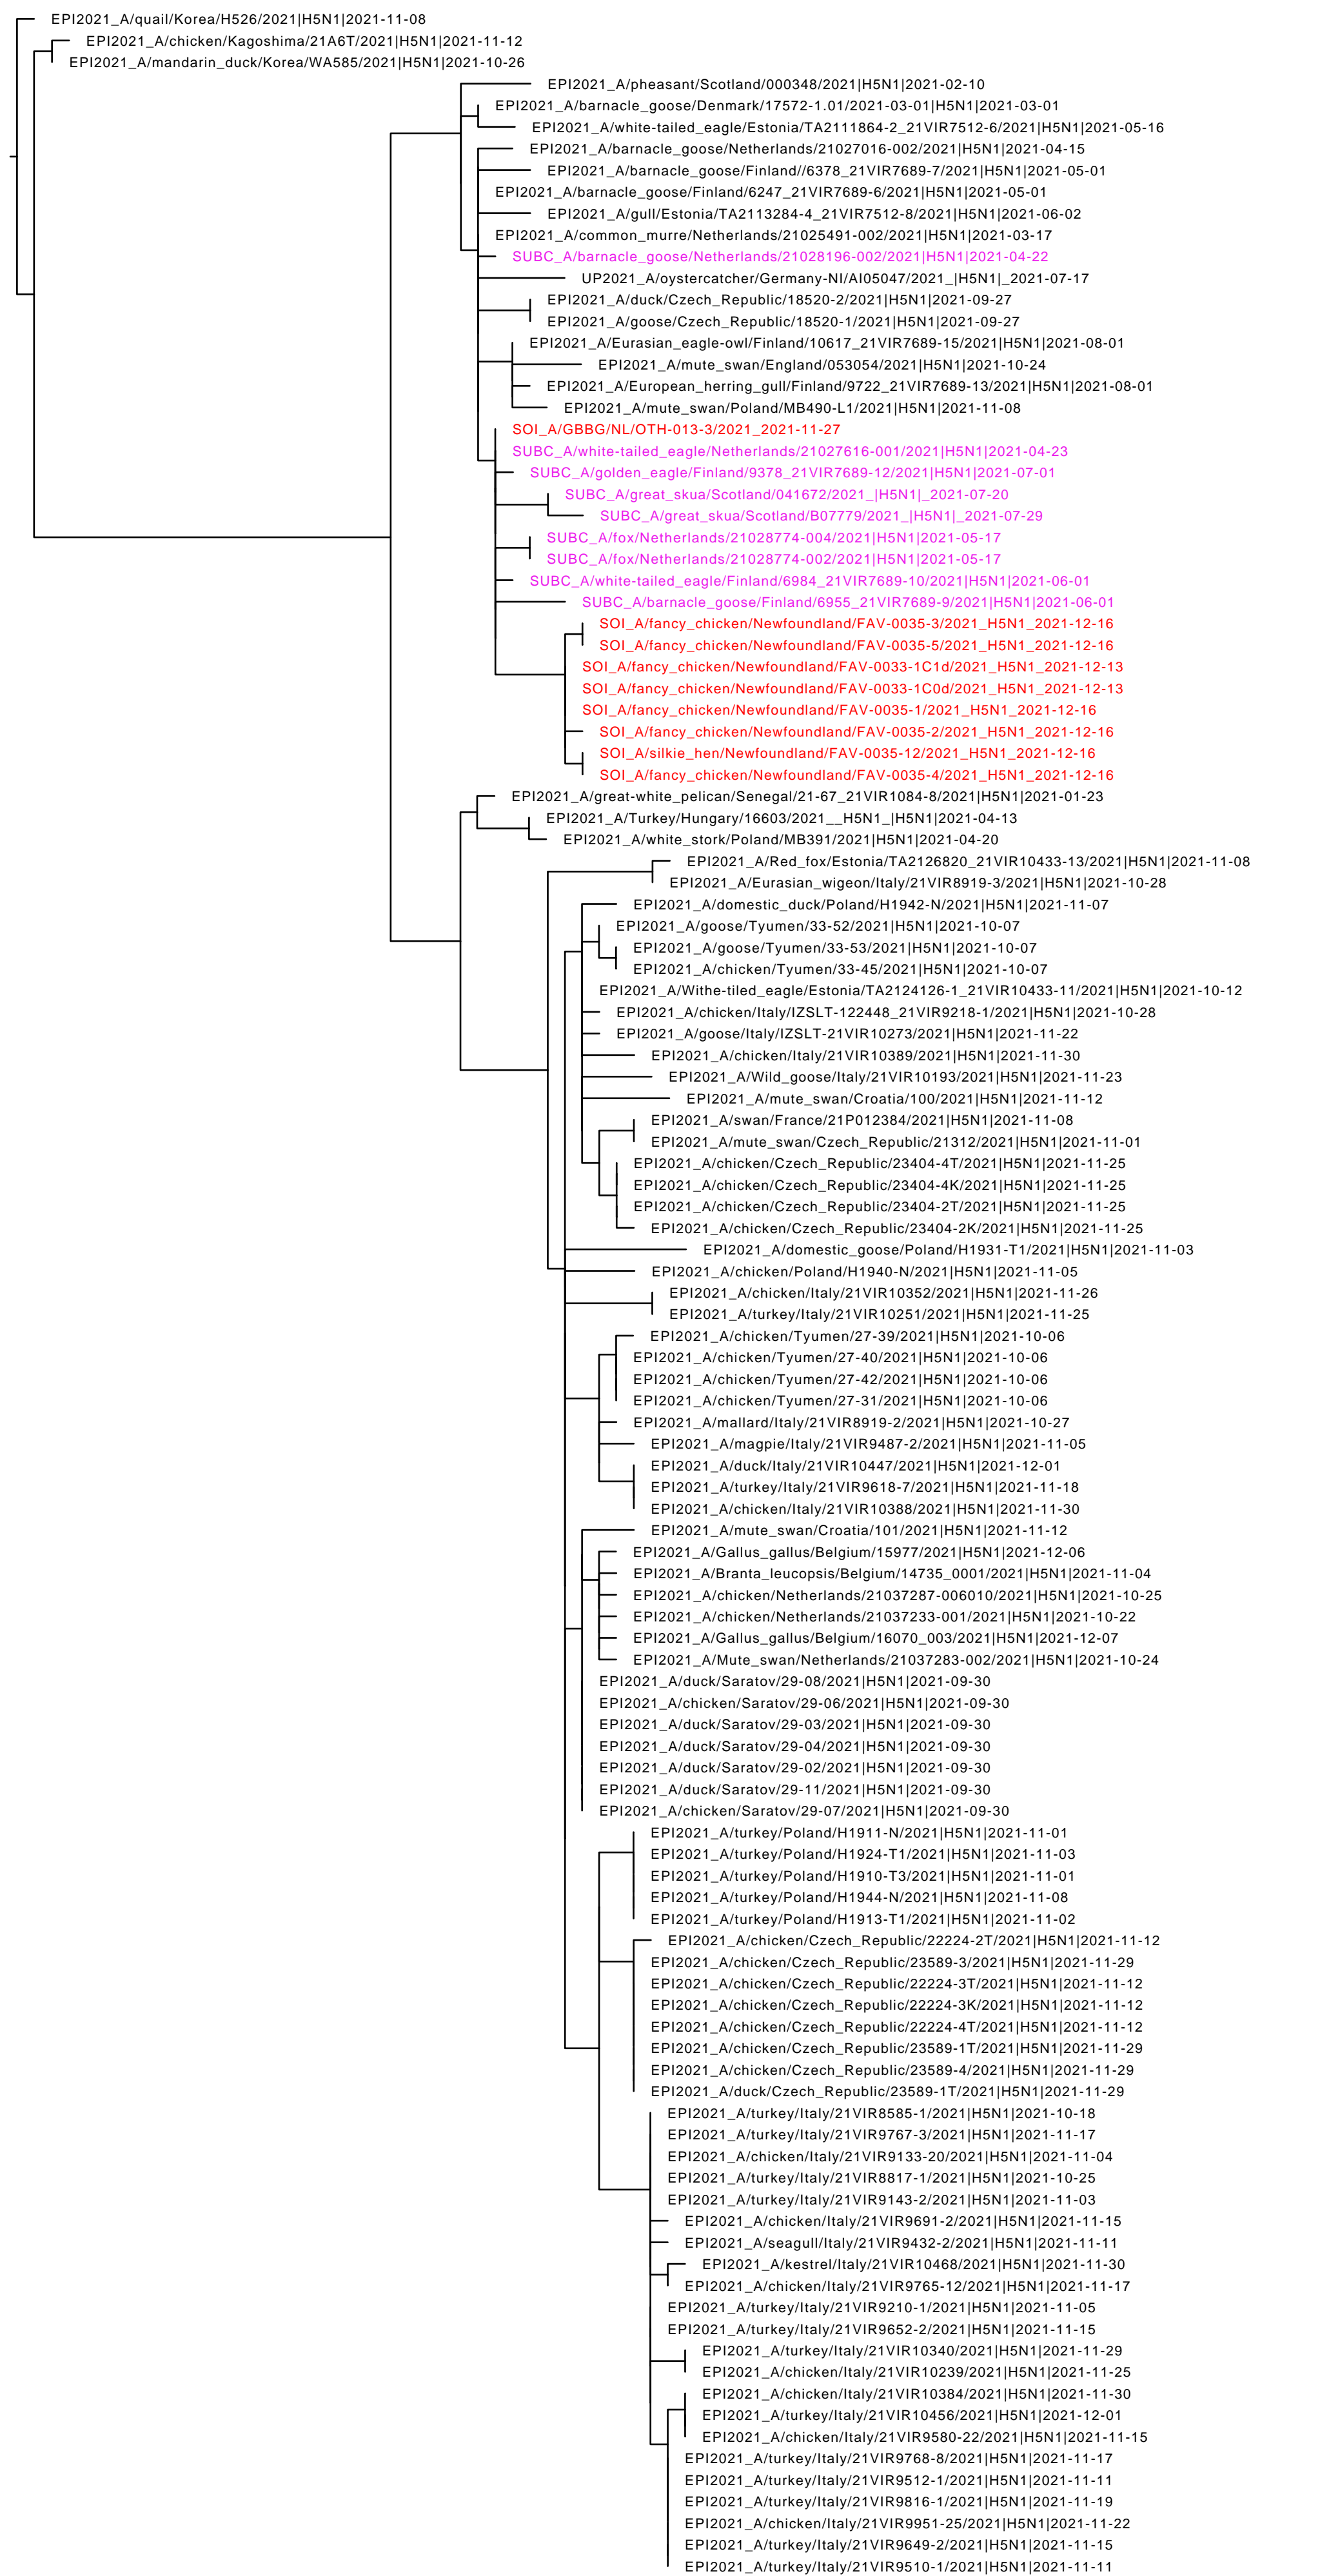 EPI2021_A/quail/Korea/H526/2021|H5N1|2021-11-08
EPI2021_A/chicken/Kagoshima/21A6T/2021|H5N1|2021-11-12
EPI2021_A/mandarin_duck/Korea/WA585/2021|H5N1|2021-10-26
EPI2021_A/pheasant/Scotland/000348/2021|H5N1|2021-02-10
EPI2021_A/barnacle_goose/Denmark/17572-1.01/2021-03-01|H5N1|2021-03-01
EPI2021_A/white-tailed_eagle/Estonia/TA2111864-2_21VIR7512-6/2021|H5N1|2021-05-16
EPI2021_A/barnacle_goose/Netherlands/21027016-002/2021|H5N1|2021-04-15
EPI2021_A/barnacle_goose/Finland//6378_21VIR7689-7/2021|H5N1|2021-05-01
EPI2021_A/barnacle_goose/Finland/6247_21VIR7689-6/2021|H5N1|2021-05-01
EPI2021_A/gull/Estonia/TA2113284-4_21VIR7512-8/2021|H5N1|2021-06-02
EPI2021_A/common_murre/Netherlands/21025491-002/2021|H5N1|2021-03-17
SUBC_A/barnacle_goose/Netherlands/21028196-002/2021|H5N1|2021-04-22
UP2021_A/oystercatcher/Germany-NI/AI05047/2021_|H5N1|_2021-07-17
EPI2021_A/duck/Czech_Republic/18520-2/2021|H5N1|2021-09-27
EPI2021_A/goose/Czech_Republic/18520-1/2021|H5N1|2021-09-27
EPI2021_A/Eurasian_eagle-owl/Finland/10617_21VIR7689-15/2021|H5N1|2021-08-01
EPI2021_A/mute_swan/England/053054/2021|H5N1|2021-10-24
EPI2021_A/European_herring_gull/Finland/9722_21VIR7689-13/2021|H5N1|2021-08-01
EPI2021_A/mute_swan/Poland/MB490-L1/2021|H5N1|2021-11-08
SOI_A/GBBG/NL/OTH-013-3/2021_2021-11-27
SUBC_A/white-tailed_eagle/Netherlands/21027616-001/2021|H5N1|2021-04-23
SUBC_A/golden_eagle/Finland/9378_21VIR7689-12/2021|H5N1|2021-07-01
SUBC_A/great_skua/Scotland/041672/2021_|H5N1|_2021-07-20
SUBC_A/great_skua/Scotland/B07779/2021_|H5N1|_2021-07-29
SUBC_A/fox/Netherlands/21028774-004/2021|H5N1|2021-05-17
SUBC_A/fox/Netherlands/21028774-002/2021|H5N1|2021-05-17
SUBC_A/white-tailed_eagle/Finland/6984_21VIR7689-10/2021|H5N1|2021-06-01
SUBC_A/barnacle_goose/Finland/6955_21VIR7689-9/2021|H5N1|2021-06-01
SOI_A/fancy_chicken/Newfoundland/FAV-0035-3/2021_H5N1_2021-12-16
SOI_A/fancy_chicken/Newfoundland/FAV-0035-5/2021_H5N1_2021-12-16
SOI_A/fancy_chicken/Newfoundland/FAV-0033-1C1d/2021_H5N1_2021-12-13
SOI_A/fancy_chicken/Newfoundland/FAV-0033-1C0d/2021_H5N1_2021-12-13
SOI_A/fancy_chicken/Newfoundland/FAV-0035-1/2021_H5N1_2021-12-16
SOI_A/fancy_chicken/Newfoundland/FAV-0035-2/2021_H5N1_2021-12-16
SOI_A/silkie_hen/Newfoundland/FAV-0035-12/2021_H5N1_2021-12-16
SOI_A/fancy_chicken/Newfoundland/FAV-0035-4/2021_H5N1_2021-12-16
EPI2021_A/great-white_pelican/Senegal/21-67_21VIR1084-8/2021|H5N1|2021-01-23
EPI2021_A/Turkey/Hungary/16603/2021__H5N1_|H5N1|2021-04-13
EPI2021_A/white_stork/Poland/MB391/2021|H5N1|2021-04-20
EPI2021_A/Red_fox/Estonia/TA2126820_21VIR10433-13/2021|H5N1|2021-11-08
EPI2021_A/Eurasian_wigeon/Italy/21VIR8919-3/2021|H5N1|2021-10-28
EPI2021_A/domestic_duck/Poland/H1942-N/2021|H5N1|2021-11-07
EPI2021_A/goose/Tyumen/33-52/2021|H5N1|2021-10-07
EPI2021_A/goose/Tyumen/33-53/2021|H5N1|2021-10-07
EPI2021_A/chicken/Tyumen/33-45/2021|H5N1|2021-10-07
EPI2021_A/Withe-tiled_eagle/Estonia/TA2124126-1_21VIR10433-11/2021|H5N1|2021-10-12
EPI2021_A/chicken/Italy/IZSLT-122448_21VIR9218-1/2021|H5N1|2021-10-28
EPI2021_A/goose/Italy/IZSLT-21VIR10273/2021|H5N1|2021-11-22
EPI2021_A/chicken/Italy/21VIR10389/2021|H5N1|2021-11-30
EPI2021_A/Wild_goose/Italy/21VIR10193/2021|H5N1|2021-11-23
EPI2021_A/mute_swan/Croatia/100/2021|H5N1|2021-11-12
EPI2021_A/swan/France/21P012384/2021|H5N1|2021-11-08
EPI2021_A/mute_swan/Czech_Republic/21312/2021|H5N1|2021-11-01
EPI2021_A/chicken/Czech_Republic/23404-4T/2021|H5N1|2021-11-25
EPI2021_A/chicken/Czech_Republic/23404-4K/2021|H5N1|2021-11-25
EPI2021_A/chicken/Czech_Republic/23404-2T/2021|H5N1|2021-11-25
EPI2021_A/chicken/Czech_Republic/23404-2K/2021|H5N1|2021-11-25
EPI2021_A/domestic_goose/Poland/H1931-T1/2021|H5N1|2021-11-03
EPI2021_A/chicken/Poland/H1940-N/2021|H5N1|2021-11-05
EPI2021_A/chicken/Italy/21VIR10352/2021|H5N1|2021-11-26
EPI2021_A/turkey/Italy/21VIR10251/2021|H5N1|2021-11-25
EPI2021_A/chicken/Tyumen/27-39/2021|H5N1|2021-10-06
EPI2021_A/chicken/Tyumen/27-40/2021|H5N1|2021-10-06
EPI2021_A/chicken/Tyumen/27-42/2021|H5N1|2021-10-06
EPI2021_A/chicken/Tyumen/27-31/2021|H5N1|2021-10-06
EPI2021_A/mallard/Italy/21VIR8919-2/2021|H5N1|2021-10-27
EPI2021_A/magpie/Italy/21VIR9487-2/2021|H5N1|2021-11-05
EPI2021_A/duck/Italy/21VIR10447/2021|H5N1|2021-12-01
EPI2021_A/turkey/Italy/21VIR9618-7/2021|H5N1|2021-11-18
EPI2021_A/chicken/Italy/21VIR10388/2021|H5N1|2021-11-30
EPI2021_A/mute_swan/Croatia/101/2021|H5N1|2021-11-12
EPI2021_A/Gallus_gallus/Belgium/15977/2021|H5N1|2021-12-06
EPI2021_A/Branta_leucopsis/Belgium/14735_0001/2021|H5N1|2021-11-04
EPI2021_A/chicken/Netherlands/21037287-006010/2021|H5N1|2021-10-25
EPI2021_A/chicken/Netherlands/21037233-001/2021|H5N1|2021-10-22
EPI2021_A/Gallus_gallus/Belgium/16070_003/2021|H5N1|2021-12-07
EPI2021_A/Mute_swan/Netherlands/21037283-002/2021|H5N1|2021-10-24
EPI2021_A/duck/Saratov/29-08/2021|H5N1|2021-09-30
EPI2021_A/chicken/Saratov/29-06/2021|H5N1|2021-09-30
EPI2021_A/duck/Saratov/29-03/2021|H5N1|2021-09-30
EPI2021_A/duck/Saratov/29-04/2021|H5N1|2021-09-30
EPI2021_A/duck/Saratov/29-02/2021|H5N1|2021-09-30
EPI2021_A/duck/Saratov/29-11/2021|H5N1|2021-09-30
EPI2021_A/chicken/Saratov/29-07/2021|H5N1|2021-09-30
EPI2021_A/turkey/Poland/H1911-N/2021|H5N1|2021-11-01
EPI2021_A/turkey/Poland/H1924-T1/2021|H5N1|2021-11-03
EPI2021_A/turkey/Poland/H1910-T3/2021|H5N1|2021-11-01
EPI2021_A/turkey/Poland/H1944-N/2021|H5N1|2021-11-08
EPI2021_A/turkey/Poland/H1913-T1/2021|H5N1|2021-11-02
EPI2021_A/chicken/Czech_Republic/22224-2T/2021|H5N1|2021-11-12
EPI2021_A/chicken/Czech_Republic/23589-3/2021|H5N1|2021-11-29
EPI2021_A/chicken/Czech_Republic/22224-3T/2021|H5N1|2021-11-12
EPI2021_A/chicken/Czech_Republic/22224-3K/2021|H5N1|2021-11-12
EPI2021_A/chicken/Czech_Republic/22224-4T/2021|H5N1|2021-11-12
EPI2021_A/chicken/Czech_Republic/23589-1T/2021|H5N1|2021-11-29
EPI2021_A/chicken/Czech_Republic/23589-4/2021|H5N1|2021-11-29
EPI2021_A/duck/Czech_Republic/23589-1T/2021|H5N1|2021-11-29
EPI2021_A/turkey/Italy/21VIR8585-1/2021|H5N1|2021-10-18
EPI2021_A/turkey/Italy/21VIR9767-3/2021|H5N1|2021-11-17
EPI2021_A/chicken/Italy/21VIR9133-20/2021|H5N1|2021-11-04
EPI2021_A/turkey/Italy/21VIR8817-1/2021|H5N1|2021-10-25
EPI2021_A/turkey/Italy/21VIR9143-2/2021|H5N1|2021-11-03
EPI2021_A/chicken/Italy/21VIR9691-2/2021|H5N1|2021-11-15
EPI2021_A/seagull/Italy/21VIR9432-2/2021|H5N1|2021-11-11
EPI2021_A/kestrel/Italy/21VIR10468/2021|H5N1|2021-11-30
EPI2021_A/chicken/Italy/21VIR9765-12/2021|H5N1|2021-11-17
EPI2021_A/turkey/Italy/21VIR9210-1/2021|H5N1|2021-11-05
EPI2021_A/turkey/Italy/21VIR9652-2/2021|H5N1|2021-11-15
EPI2021_A/turkey/Italy/21VIR10340/2021|H5N1|2021-11-29
EPI2021_A/chicken/Italy/21VIR10239/2021|H5N1|2021-11-25
EPI2021_A/chicken/Italy/21VIR10384/2021|H5N1|2021-11-30
EPI2021_A/turkey/Italy/21VIR10456/2021|H5N1|2021-12-01
EPI2021_A/chicken/Italy/21VIR9580-22/2021|H5N1|2021-11-15
EPI2021_A/turkey/Italy/21VIR9768-8/2021|H5N1|2021-11-17
EPI2021_A/turkey/Italy/21VIR9512-1/2021|H5N1|2021-11-11
EPI2021_A/turkey/Italy/21VIR9816-1/2021|H5N1|2021-11-19
EPI2021_A/chicken/Italy/21VIR9951-25/2021|H5N1|2021-11-22
EPI2021_A/turkey/Italy/21VIR9649-2/2021|H5N1|2021-11-15
EPI2021_A/turkey/Italy/21VIR9510-1/2021|H5N1|2021-11-11